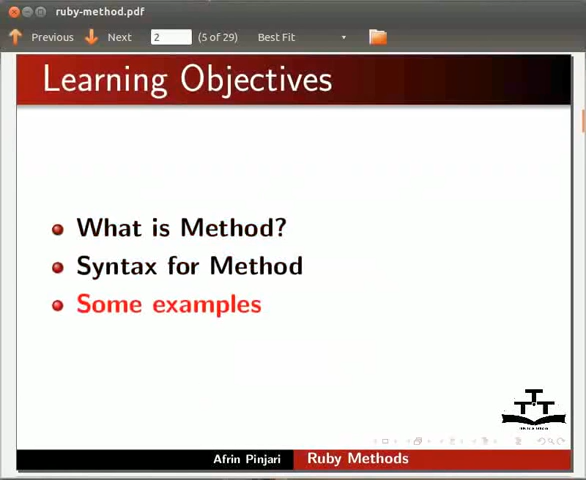 ruby-method.pdf
Previous Next 2 (5 of 29) Best Fit
Learning Objectives
What is Method?
Syntax for Method
Some examples
Afrin Pinjari Ruby Methods